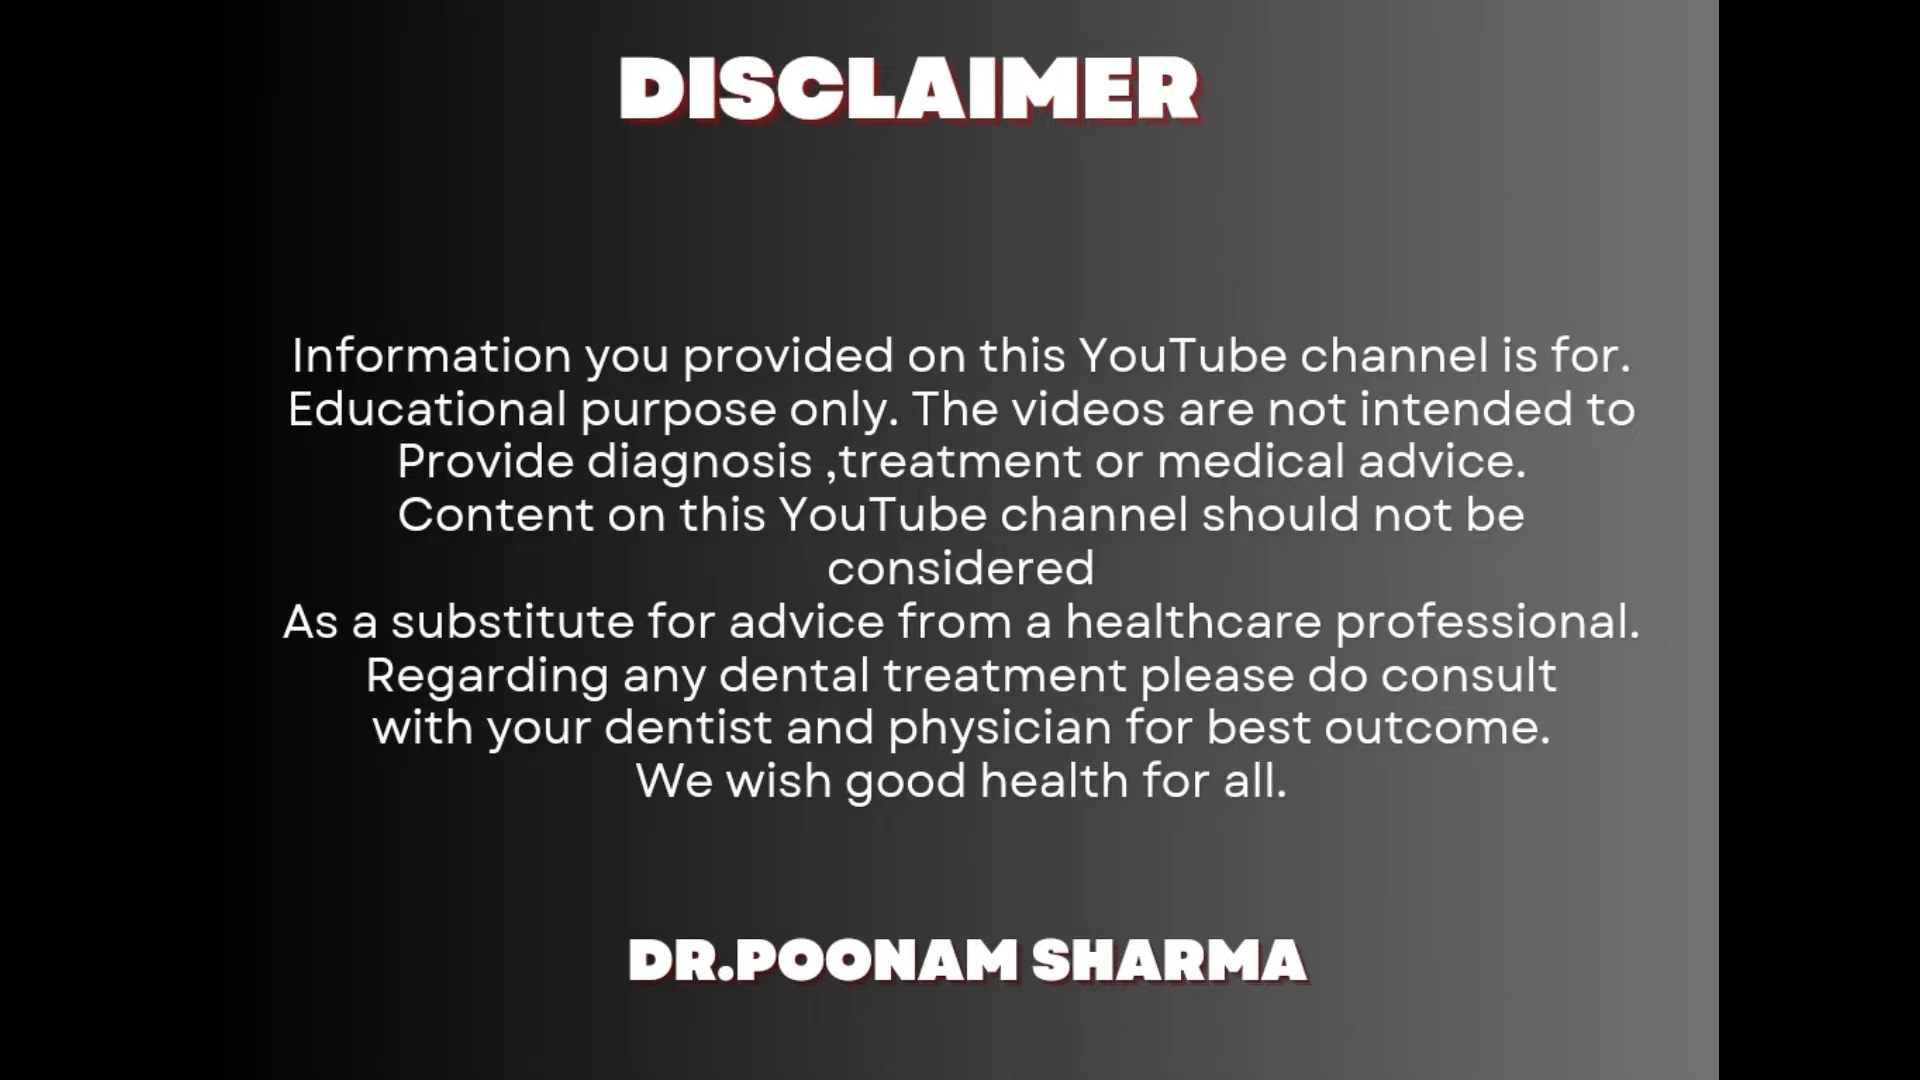 DISCLAIMER
Information you provided on this YouTube channel is for.
Educational purpose only. The videos are not intended to
Provide diagnosis ,treatment or medical advice.
Content on this YouTube channel should not be
considered
As a substitute for advice from a healthcare professional.
Regarding any dental treatment please do consult
with your dentist and physician for best outcome.
We wish good health for all.
DR.POONAM SHARMA